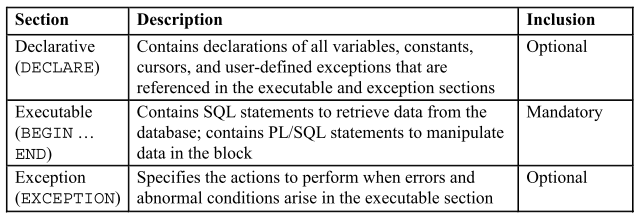 Section Description Inclusion
Declarative Contains declarations of all variables, constants, Optional
(DECLARE) cursors, and user-defined exceptions that are
referenced in the executable and exception sections
Executable Contains SQL statements to retrieve data from the Mandatory
(BEGIN … database; contains PL/SQL statements to manipulate
END) data in the block
Exception Specifies the actions to perform when errors and Optional
(EXCEPTION) abnormal conditions arise in the executable section